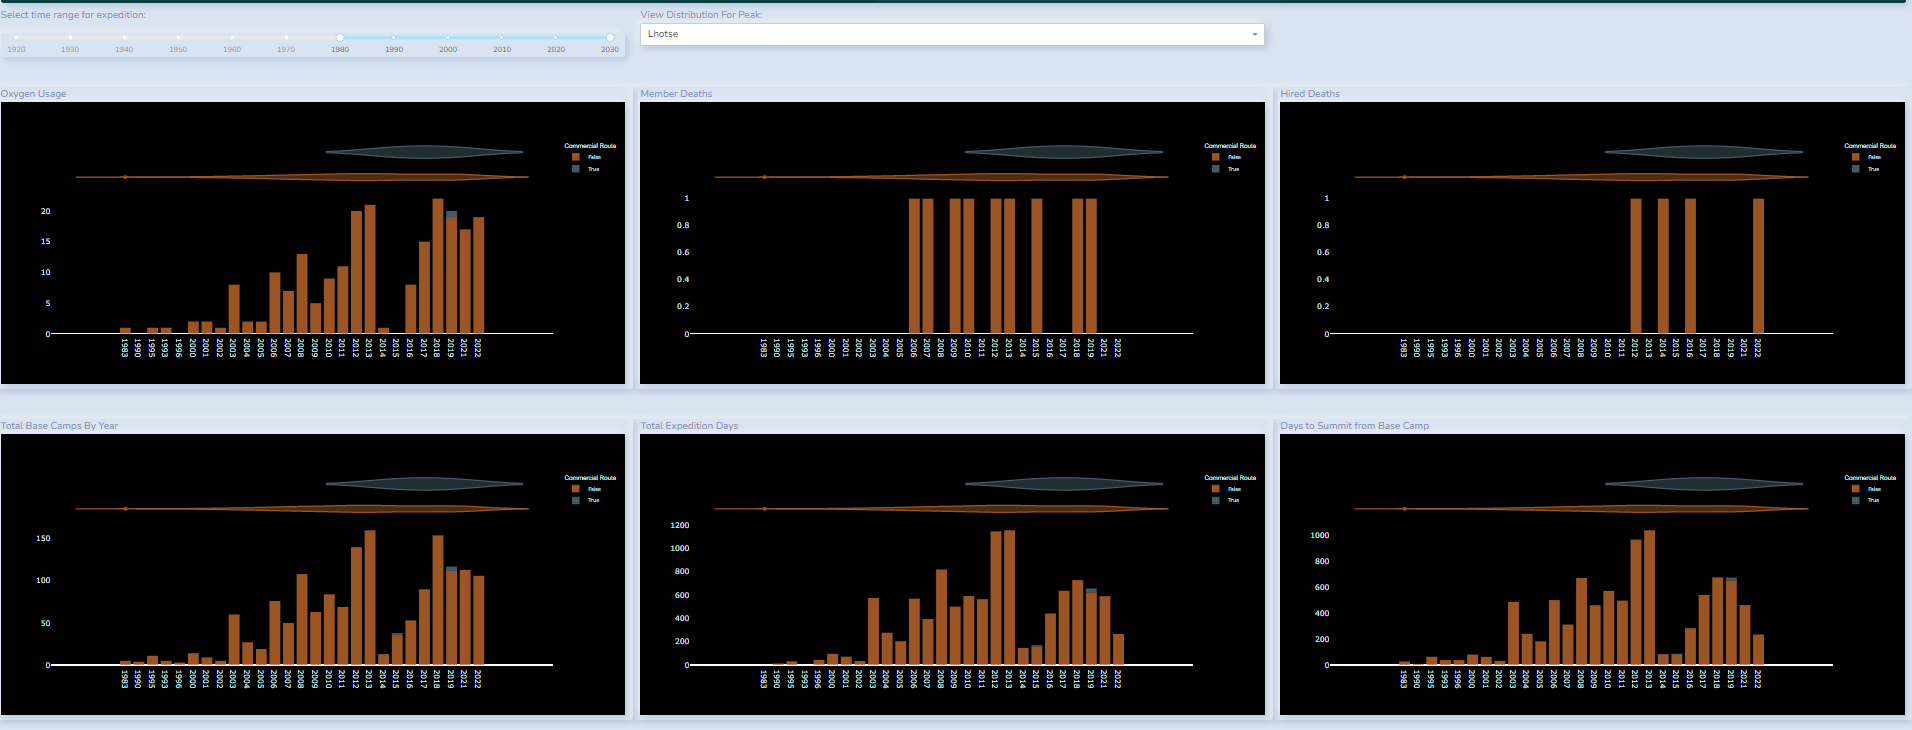 Select time range for expedition:
1920 1930 1940 1950 1960 1970 1980 1990 2000 2010 2020 2030
View Distribution For Peak:
Lhotse
Oxygen Usage
Commercial Route
False
True
20
15
10
5
0
1983 1990 1995 1993 1996 2000 2001 2002 2003 2004 2005 2006 2007 2008 2009 2010 2011 2012 2013 2014 2015 2016 2017 2018 2019 2021 2022
Member Deaths
Commercial Route
False
True
1
0.8
0.6
0.4
0.2
0
1983 1990 1995 1993 1996 2000 2001 2002 2003 2004 2005 2006 2007 2008 2009 2010 2011 2012 2013 2014 2015 2016 2017 2018 2019 2021 2022
Hired Deaths
Commercial Route
False
True
1
0.8
0.6
0.4
0.2
0
1983 1990 1995 1993 1996 2000 2001 2002 2003 2004 2005 2006 2007 2008 2009 2010 2011 2012 2013 2014 2015 2016 2017 2018 2019 2021 2022
Total Base Camps By Year
Commercial Route
False
True
150
100
50
0
1983 1990 1995 1993 1996 2000 2001 2002 2003 2004 2005 2006 2007 2008 2009 2010 2011 2012 2013 2014 2015 2016 2017 2018 2019 2021 2022
Total Expedition Days
Commercial Route
False
True
1200
1000
800
600
400
200
0
1983 1990 1995 1993 1996 2000 2001 2002 2003 2004 2005 2006 2007 2008 2009 2010 2011 2012 2013 2014 2015 2016 2017 2018 2019 2021 2022
Days to Summit from Base Camp
Commercial Route
False
True
1000
800
600
400
200
0
1983 1990 1995 1993 1996 2000 2001 2002 2003 2004 2005 2006 2007 2008 2009 2010 2011 2012 2013 2014 2015 2016 2017 2018 2019 2021 2022